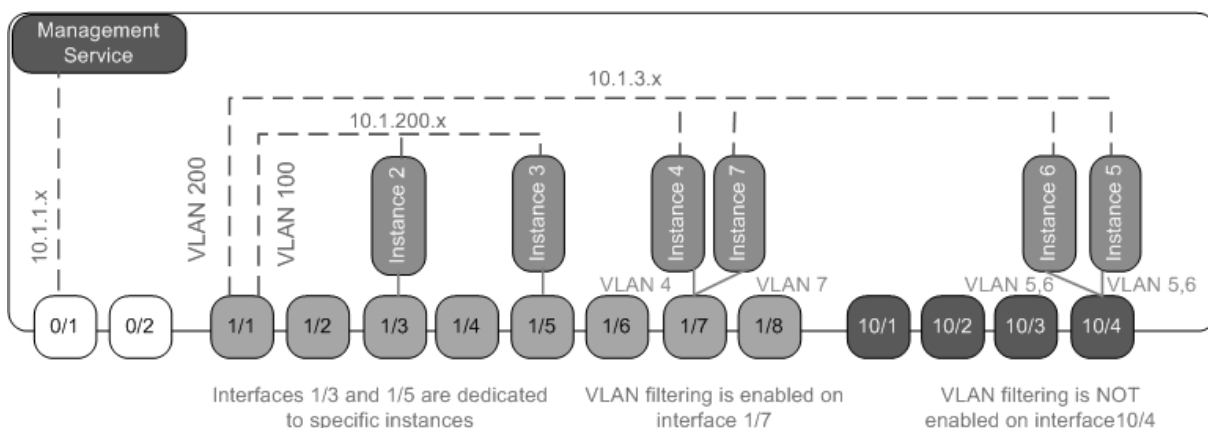 Management
Service
10.1.3.x
10.1.200.x
10.1.1.x
VLAN 200
VLAN 100
Instance 2
Instance 3
Instance 4
Instance 7
Instance 6
Instance 5
VLAN 4
VLAN 7
VLAN 5,6
VLAN 5,6
0/1
0/2
1/1
1/2
1/3
1/4
1/5
1/6
1/7
1/8
10/1
10/2
10/3
10/4
Interfaces 1/3 and 1/5 are dedicated
to specific instances
VLAN filtering is enabled on
interface 1/7
VLAN filtering is NOT
enabled on interface10/4